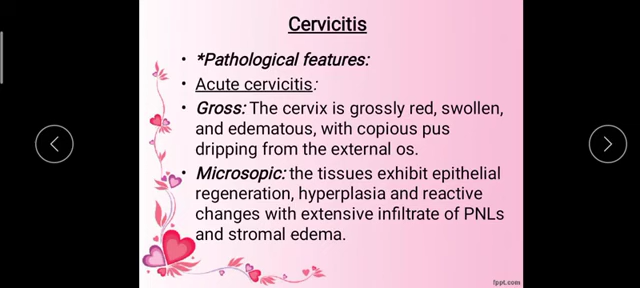 Cervicitis
• *Pathological features:
• Acute cervicitis:
• Gross: The cervix is grossly red, swollen,
and edematous, with copious pus
dripping from the external os.
• Microsopic: the tissues exhibit epithelial
regeneration, hyperplasia and reactive
changes with extensive infiltrate of PNLs
and stromal edema.
fppt.com